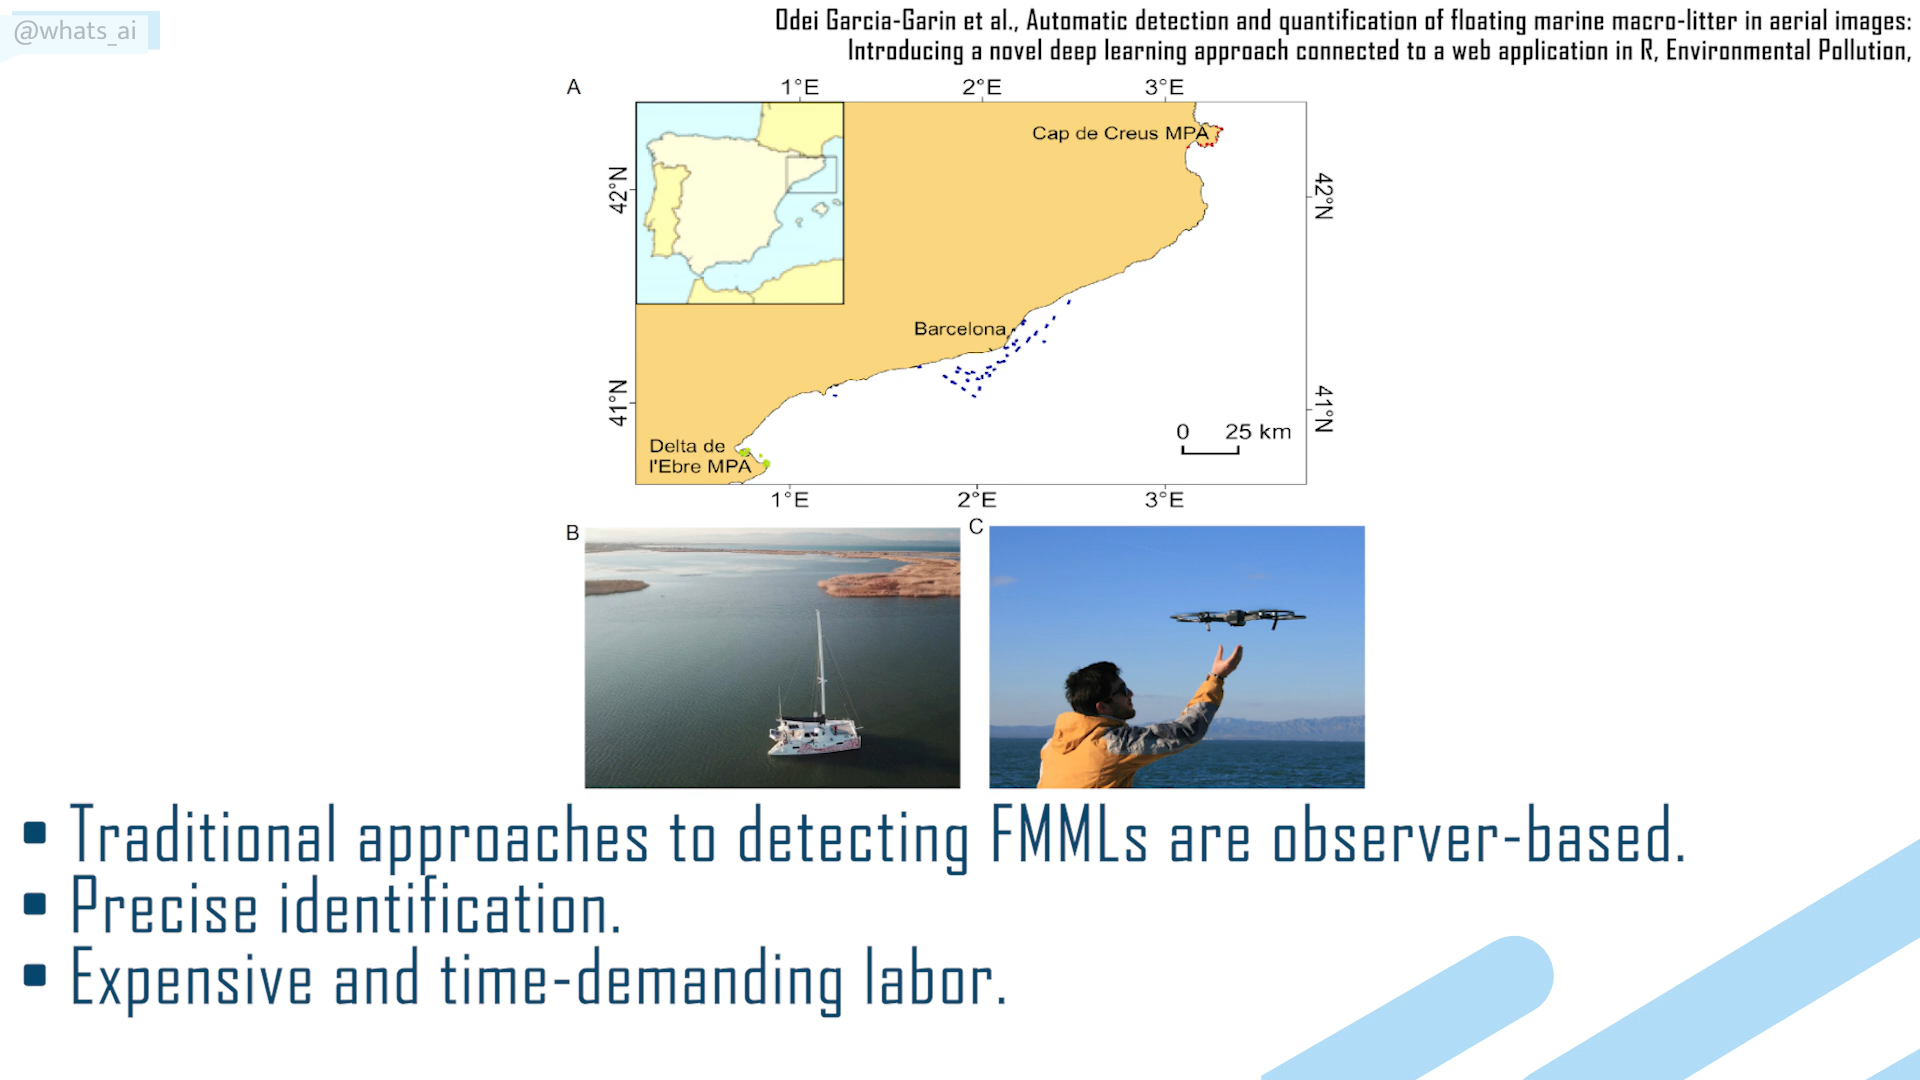 @whats_ai
Odei Garcia-Garin et al., Automatic detection and quantification of floating marine macro-litter in aerial images:
Introducing a novel deep learning approach connected to a web application in R, Environmental Pollution,
A
1°E 2°E 3°E
Cap de Creus MPA
42°N 42°N
Barcelona
41°N 41°N
0 25 km
Delta de
l'Ebre MPA
1°E 2°E 3°E
B C
▪ Traditional approaches to detecting FMMLs are observer-based.
▪ Precise identification.
▪ Expensive and time-demanding labor.